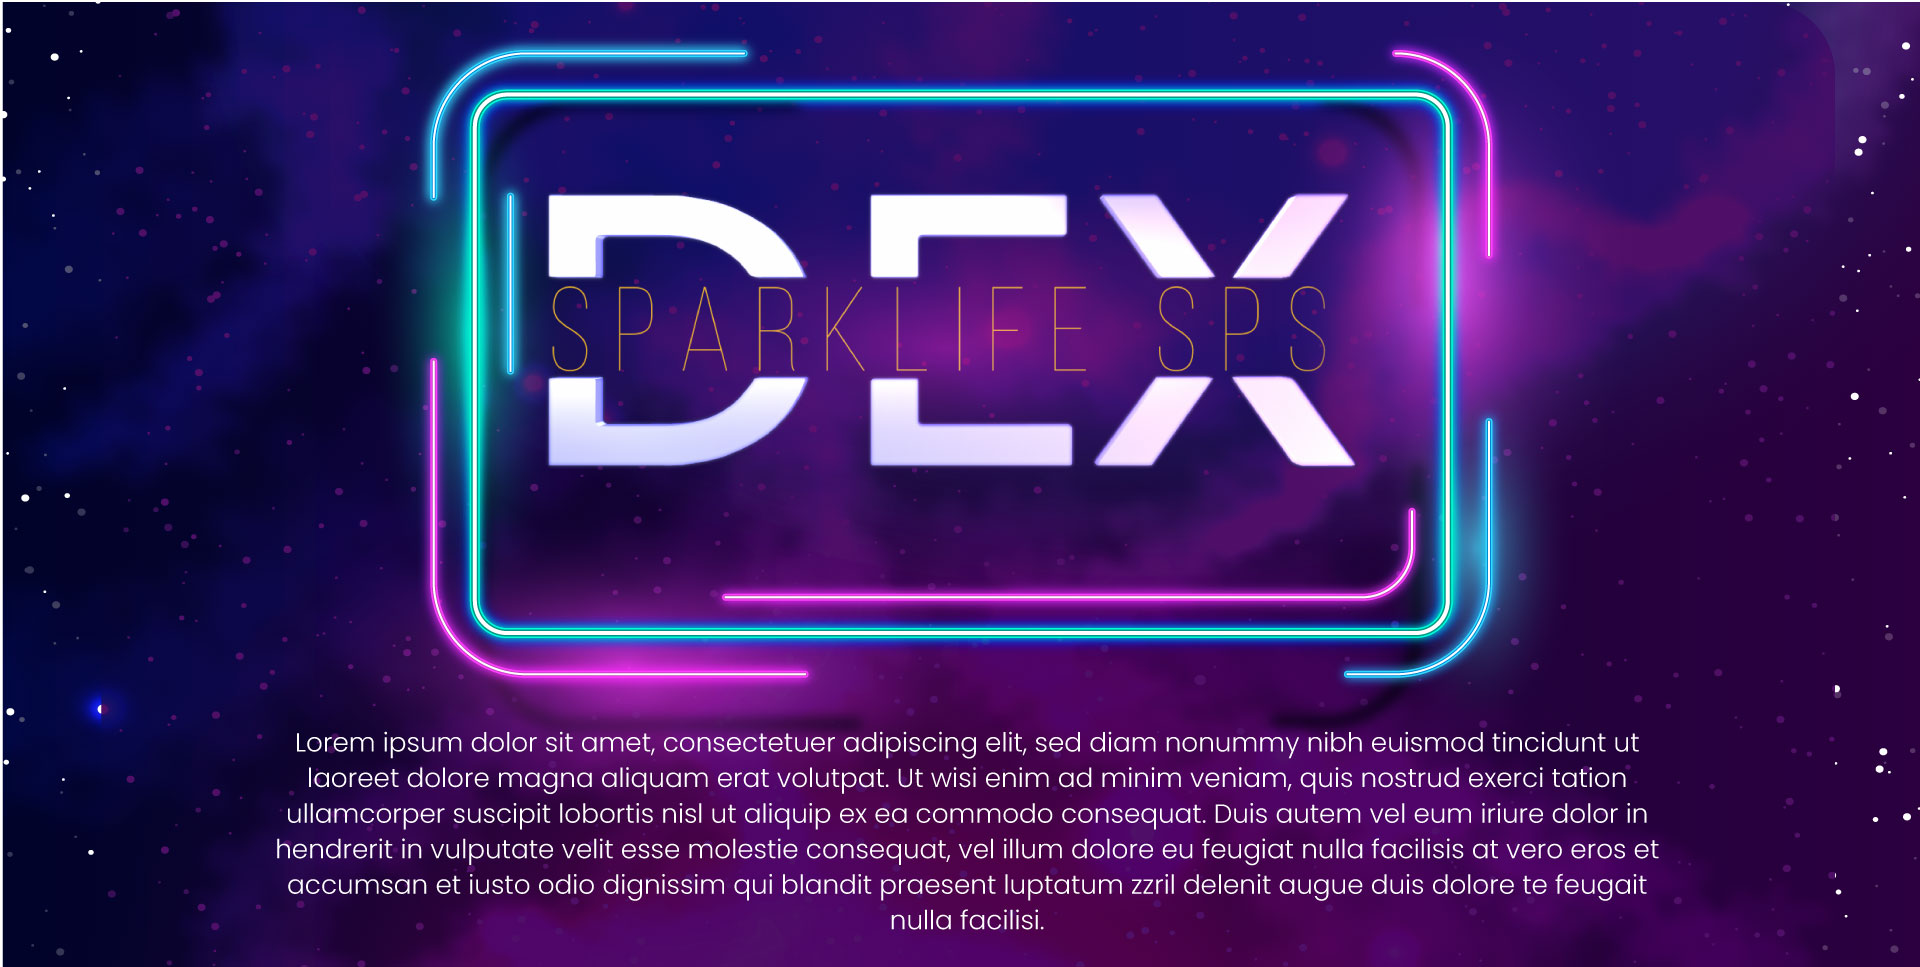 DEX
SPARKLIFE SPS
Lorem ipsum dolor sit amet, consectetuer adipiscing elit, sed diam nonummy nibh euismod tincidunt ut
laoreet dolore magna aliquam erat volutpat. Ut wisi enim ad minim veniam, quis nostrud exerci tation
ullamcorper suscipit lobortis nisl ut aliquip ex ea commodo consequat. Duis autem vel eum iriure dolor in
hendrerit in vulputate velit esse molestie consequat, vel illum dolore eu feugiat nulla facilisis at vero eros et
accumsan et iusto odio dignissim qui blandit praesent luptatum zzril delenit augue duis dolore te feugait
nulla facilisi.